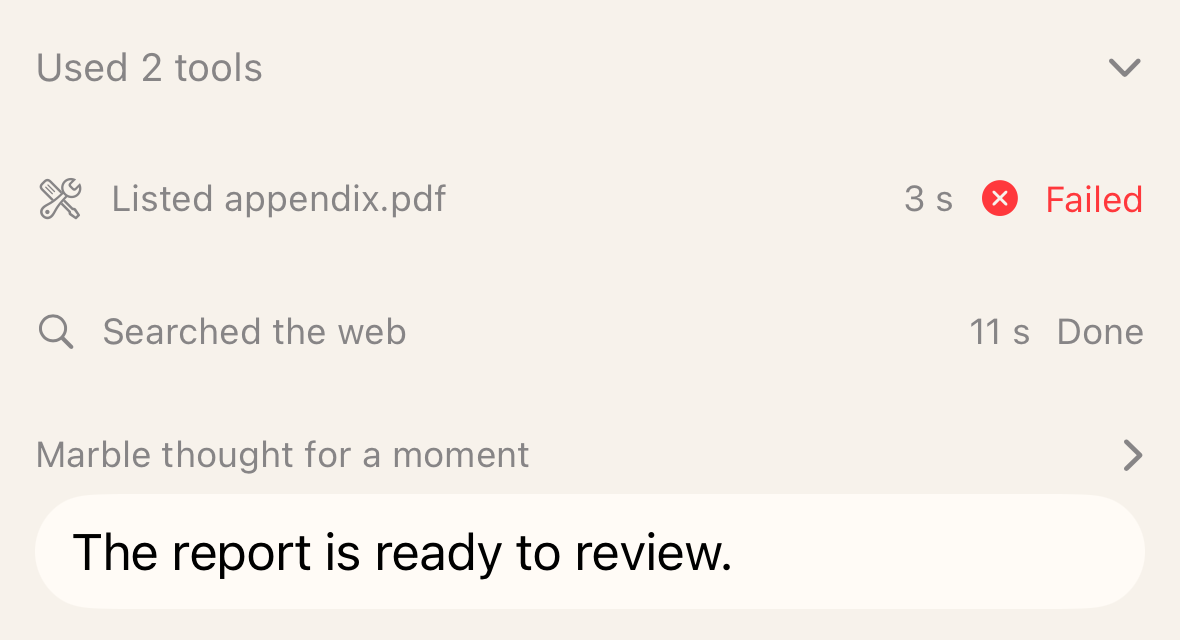 Used 2 tools
Listed appendix.pdf 3 s Failed
Searched the web 11 s Done
Marble thought for a moment
The report is ready to review.